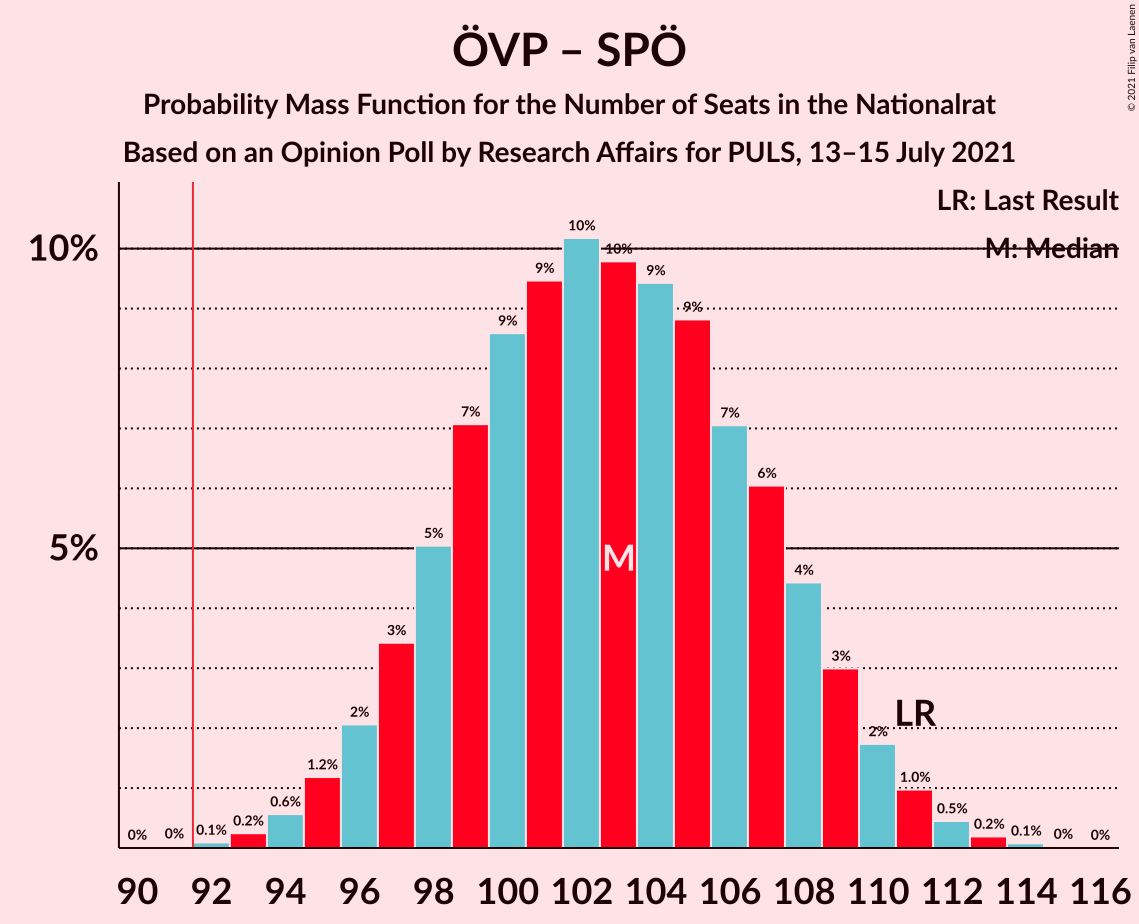 ÖVP – SPÖ
Probability Mass Function for the Number of Seats in the Nationalrat
Based on an Opinion Poll by Research Affairs for PULS, 13–15 July 2021
© 2021 Filip van Laenen
LR: Last Result
M: Median
10%
5%
0% 0% 0.1% 0.2% 0.6% 1.2% 2% 3% 5% 7% 9% 9% 10% 10% 9% 9% 7% 6% 4% 3% 2% 1.0% 0.5% 0.2% 0.1% 0% 0%
M
LR
90 92 94 96 98 100 102 104 106 108 110 112 114 116